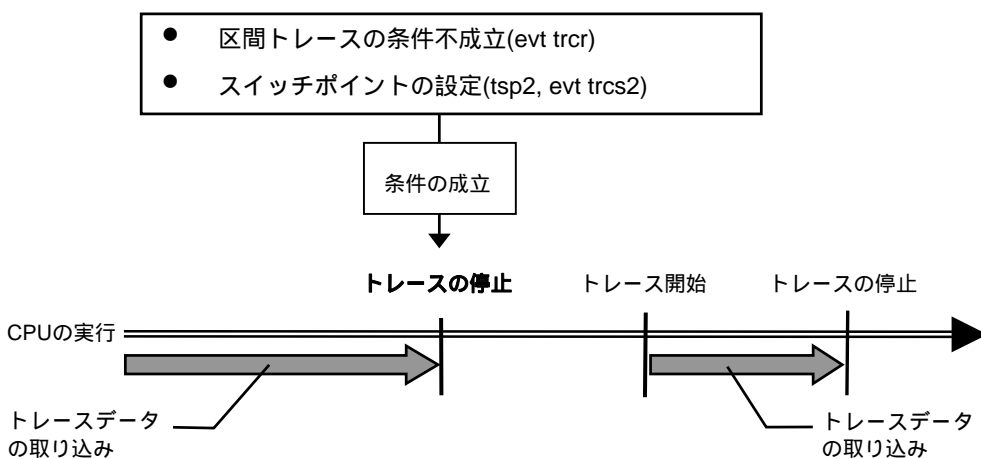 ● 区間トレースの条件不成立(evt trcr)
● スイッチポイントの設定(tsp2, evt trcs2)
条件の成立
トレースの停止
トレース開始
トレースの停止
CPUの実行
トレースデータ
の取り込み
トレースデータ
の取り込み